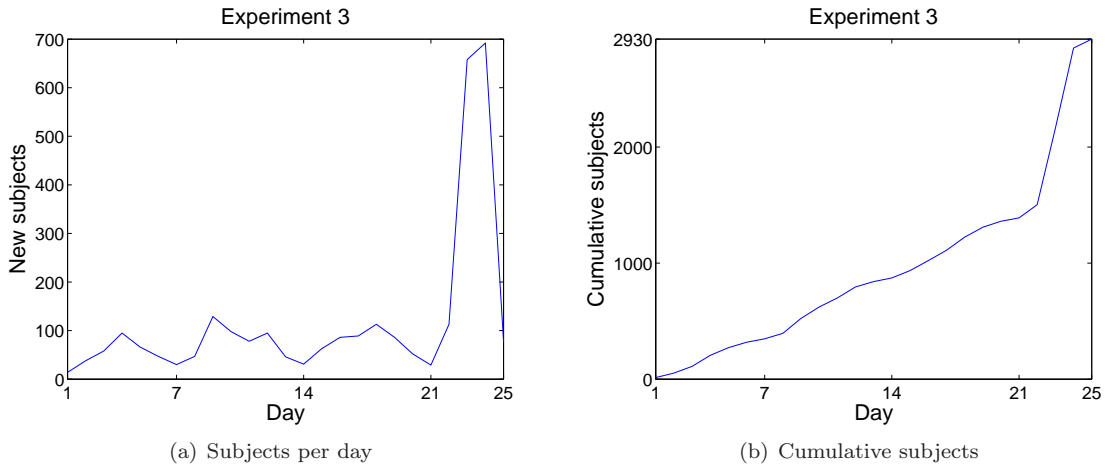 Experiment 3
700
600
500
400
300
200
100
0
New subjects
1 7 14 21 25
Day
(a) Subjects per day
Experiment 3
2930
2000
1000
0
Cumulative subjects
1 7 14 21 25
Day
(b) Cumulative subjects